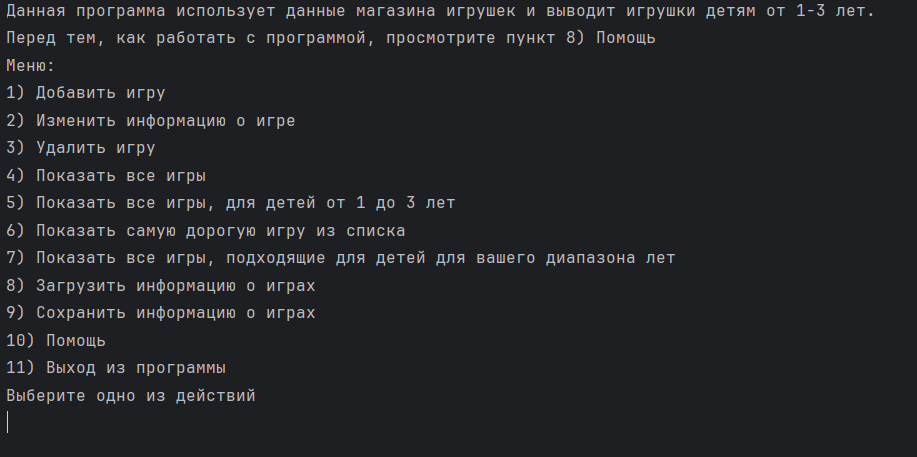 Данная программа использует данные магазина игрушек и выводит игрушки детям от 1-3 лет.
Перед тем, как работать с программой, просмотрите пункт 8) Помощь
Меню:
1) Добавить игру
2) Изменить информацию о игре
3) Удалить игру
4) Показать все игры
5) Показать все игры, для детей от 1 до 3 лет
6) Показать самую дорогую игру из списка
7) Показать все игры, подходящие для детей для вашего диапазона лет
8) Загрузить информацию о играх
9) Сохранить информацию о играх
10) Помощь
11) Выход из программы
Выберите одно из действий